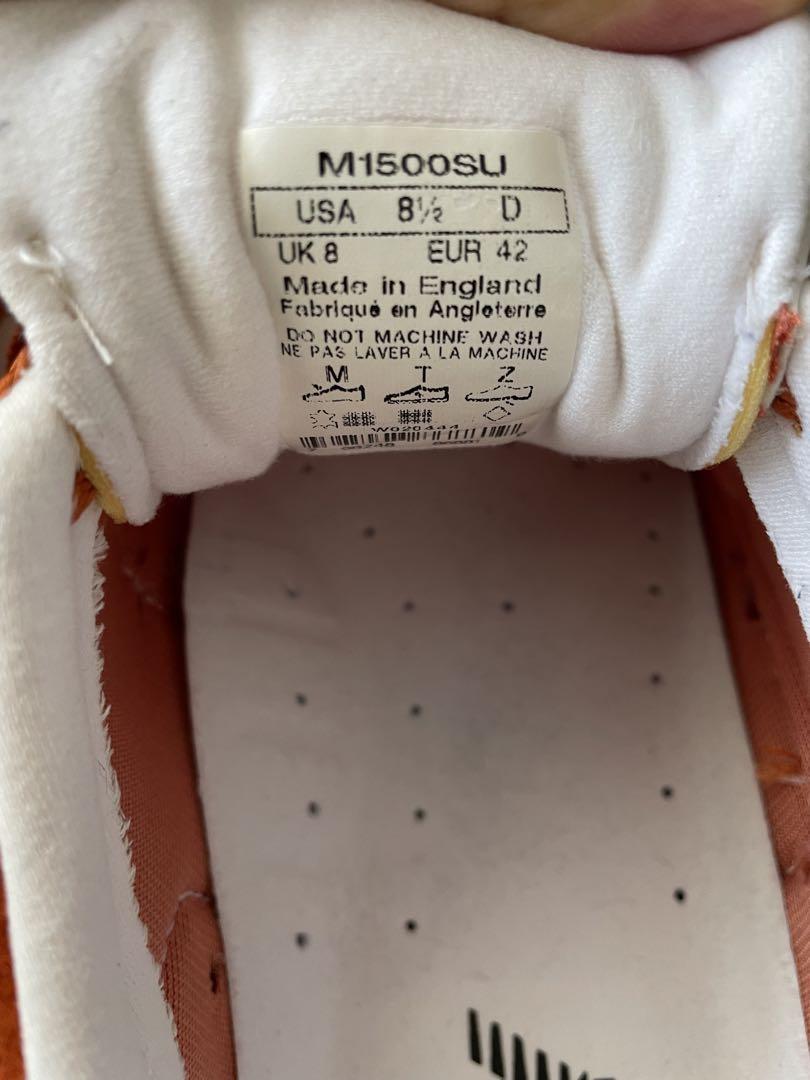 M1500SU
USA 8½ D
UK 8 EUR 42
Made in England
Fabriqué en Angleterre
DO NOT MACHINE WASH
NE PAS LAVER A LA MACHINE
M T Z
W020444